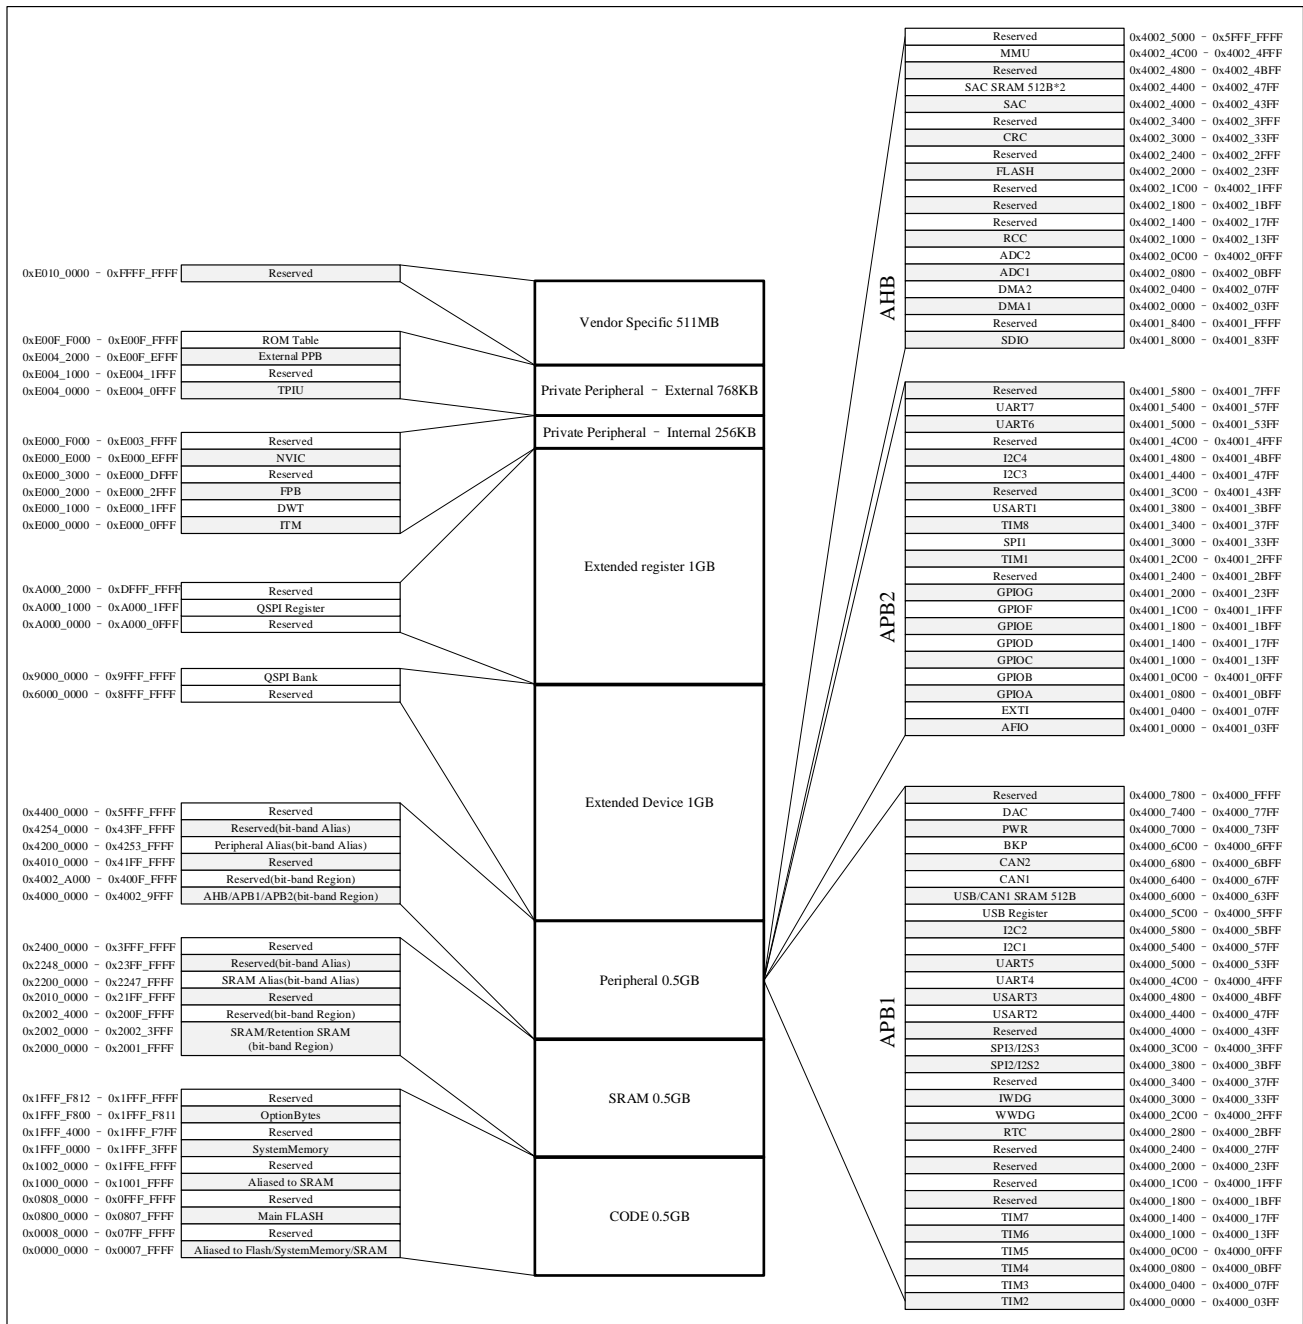 0xE010_0000 - 0xFFFF_FFFF Reserved
0xE00F_F000 - 0xE00F_FFFF ROM Table
0xE004_2000 - 0xE00F_EFFF External PPB
0xE004_1000 - 0xE004_1FFF Reserved
0xE004_0000 - 0xE004_0FFF TPIU
0xE000_F000 - 0xE003_FFFF Reserved
0xE000_E000 - 0xE000_EFFF NVIC
0xE000_3000 - 0xE000_DFFF Reserved
0xE000_2000 - 0xE000_2FFF FPB
0xE000_1000 - 0xE000_1FFF DWT
0xE000_0000 - 0xE000_0FFF ITM
0xA000_2000 - 0xDFFF_FFFF Reserved
0xA000_1000 - 0xA000_1FFF QSPI Register
0xA000_0000 - 0xA000_0FFF Reserved
0x9000_0000 - 0x9FFF_FFFF QSPI Bank
0x6000_0000 - 0x8FFF_FFFF Reserved
0x4400_0000 - 0x5FFF_FFFF Reserved
0x4254_0000 - 0x43FF_FFFF Reserved(bit-band Alias)
0x4200_0000 - 0x4253_FFFF Peripheral Alias(bit-band Alias)
0x4010_0000 - 0x41FF_FFFF Reserved
0x4002_A000 - 0x400F_FFFF Reserved(bit-band Region)
0x4000_0000 - 0x4002_9FFF AHB/APB1/APB2(bit-band Region)
0x2400_0000 - 0x3FFF_FFFF Reserved
0x2248_0000 - 0x23FF_FFFF Reserved(bit-band Alias)
0x2200_0000 - 0x2247_FFFF SRAM Alias(bit-band Alias)
0x2010_0000 - 0x21FF_FFFF Reserved
0x2002_4000 - 0x200F_FFFF Reserved(bit-band Region)
0x2002_0000 - 0x2002_3FFF SRAM/Retention SRAM
0x2000_0000 - 0x2001_FFFF (bit-band Region)
0x1FFF_F812 - 0x1FFF_FFFF Reserved
0x1FFF_F800 - 0x1FFF_F811 OptionBytes
0x1FFF_4000 - 0x1FFF_F7FF Reserved
0x1FFF_0000 - 0x1FFF_3FFF SystemMemory
0x1002_0000 - 0x1FFE_FFFF Reserved
0x1000_0000 - 0x1001_FFFF Aliased to SRAM
0x0808_0000 - 0x0FFF_FFFF Reserved
0x0800_0000 - 0x0807_FFFF Main FLASH
0x0008_0000 - 0x07FF_FFFF Reserved
0x0000_0000 - 0x0007_FFFF Aliased to Flash/SystemMemory/SRAM
Vendor Specific 511MB
Private Peripheral - External 768KB
Private Peripheral - Internal 256KB
Extended register 1GB
Extended Device 1GB
Peripheral 0.5GB
SRAM 0.5GB
CODE 0.5GB
AHB
Reserved 0x4002_5000 - 0x5FFF_FFFF
MMU 0x4002_4C00 - 0x4002_4FFF
Reserved 0x4002_4800 - 0x4002_4BFF
SAC SRAM 512B*2 0x4002_4400 - 0x4002_47FF
SAC 0x4002_4000 - 0x4002_43FF
Reserved 0x4002_3400 - 0x4002_3FFF
CRC 0x4002_3000 - 0x4002_33FF
Reserved 0x4002_2400 - 0x4002_2FFF
FLASH 0x4002_2000 - 0x4002_23FF
Reserved 0x4002_1C00 - 0x4002_1FFF
Reserved 0x4002_1800 - 0x4002_1BFF
Reserved 0x4002_1400 - 0x4002_17FF
RCC 0x4002_1000 - 0x4002_13FF
ADC2 0x4002_0C00 - 0x4002_0FFF
ADC1 0x4002_0800 - 0x4002_0BFF
DMA2 0x4002_0400 - 0x4002_07FF
DMA1 0x4002_0000 - 0x4002_03FF
Reserved 0x4001_8400 - 0x4001_FFFF
SDIO 0x4001_8000 - 0x4001_83FF
APB2
Reserved 0x4001_5800 - 0x4001_7FFF
UART7 0x4001_5400 - 0x4001_57FF
UART6 0x4001_5000 - 0x4001_53FF
Reserved 0x4001_4C00 - 0x4001_4FFF
I2C4 0x4001_4800 - 0x4001_4BFF
I2C3 0x4001_4400 - 0x4001_47FF
Reserved 0x4001_3C00 - 0x4001_43FF
USART1 0x4001_3800 - 0x4001_3BFF
TIM8 0x4001_3400 - 0x4001_37FF
SPI1 0x4001_3000 - 0x4001_33FF
TIM1 0x4001_2C00 - 0x4001_2FFF
Reserved 0x4001_2400 - 0x4001_2BFF
GPIOG 0x4001_2000 - 0x4001_23FF
GPIOF 0x4001_1C00 - 0x4001_1FFF
GPIOE 0x4001_1800 - 0x4001_1BFF
GPIOD 0x4001_1400 - 0x4001_17FF
GPIOC 0x4001_1000 - 0x4001_13FF
GPIOB 0x4001_0C00 - 0x4001_0FFF
GPIOA 0x4001_0800 - 0x4001_0BFF
EXTI 0x4001_0400 - 0x4001_07FF
AFIO 0x4001_0000 - 0x4001_03FF
APB1
Reserved 0x4000_7800 - 0x4000_FFFF
DAC 0x4000_7400 - 0x4000_77FF
PWR 0x4000_7000 - 0x4000_73FF
BKP 0x4000_6C00 - 0x4000_6FFF
CAN2 0x4000_6800 - 0x4000_6BFF
CAN1 0x4000_6400 - 0x4000_67FF
USB/CAN1 SRAM 512B 0x4000_6000 - 0x4000_63FF
USB Register 0x4000_5C00 - 0x4000_5FFF
I2C2 0x4000_5800 - 0x4000_5BFF
I2C1 0x4000_5400 - 0x4000_57FF
UART5 0x4000_5000 - 0x4000_53FF
UART4 0x4000_4C00 - 0x4000_4FFF
USART3 0x4000_4800 - 0x4000_4BFF
USART2 0x4000_4400 - 0x4000_47FF
Reserved 0x4000_4000 - 0x4000_43FF
SPI3/I2S3 0x4000_3C00 - 0x4000_3FFF
SPI2/I2S2 0x4000_3800 - 0x4000_3BFF
Reserved 0x4000_3400 - 0x4000_37FF
IWDG 0x4000_3000 - 0x4000_33FF
WWDG 0x4000_2C00 - 0x4000_2FFF
RTC 0x4000_2800 - 0x4000_2BFF
Reserved 0x4000_2400 - 0x4000_27FF
Reserved 0x4000_2000 - 0x4000_23FF
Reserved 0x4000_1C00 - 0x4000_1FFF
Reserved 0x4000_1800 - 0x4000_1BFF
TIM7 0x4000_1400 - 0x4000_17FF
TIM6 0x4000_1000 - 0x4000_13FF
TIM5 0x4000_0C00 - 0x4000_0FFF
TIM4 0x4000_0800 - 0x4000_0BFF
TIM3 0x4000_0400 - 0x4000_07FF
TIM2 0x4000_0000 - 0x4000_03FF